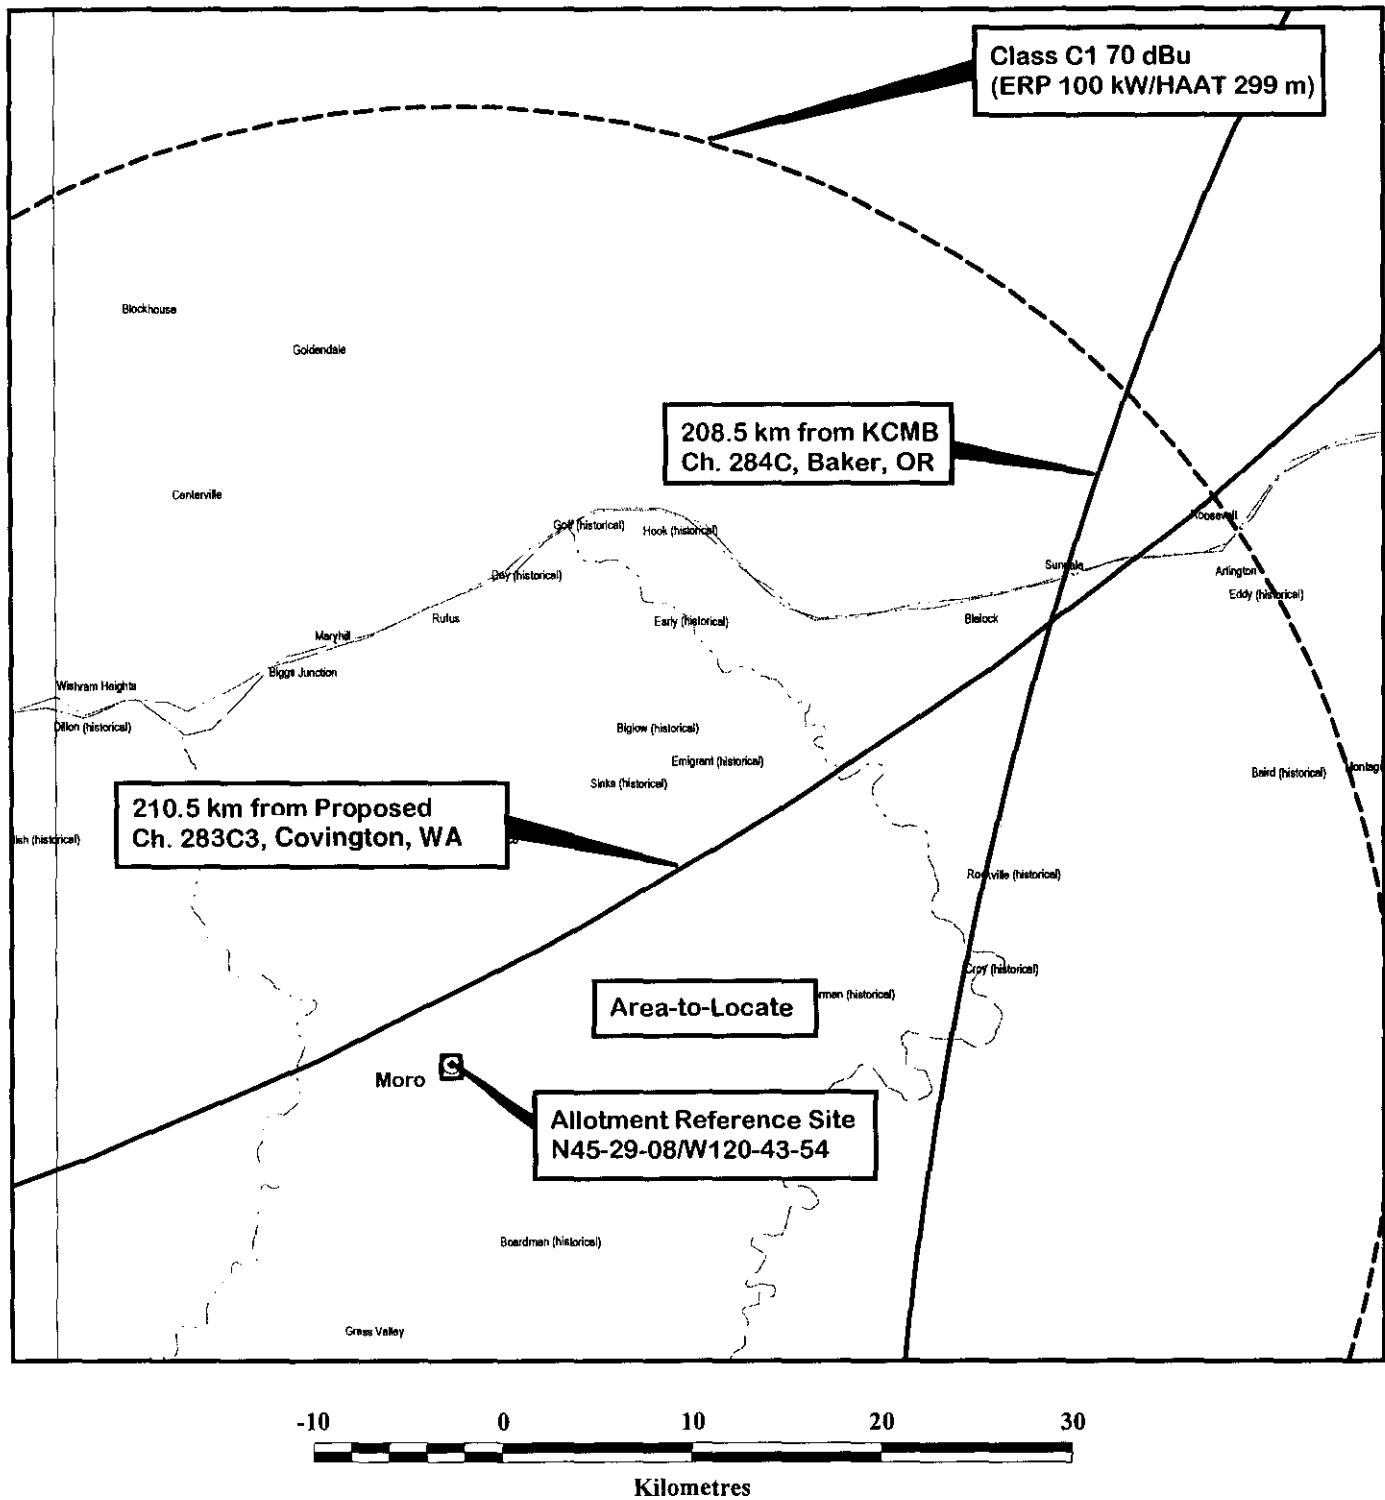 Class C1 70 dBu
(ERP 100 kW/HAAT 299 m)
Blockhouse
Goldendale
208.5 km from KCMB
Ch. 284C, Baker, OR
Centerville
Goff (historical)
Hook (historical)
Roosevelt
Sundale
Day (historical)
Arlington
Eddy (historical)
Rufus
Early (historical)
Blalock
Maryhill
Biggs Junction
Wishram Heights
Dillon (historical)
Biglow (historical)
Emigrant (historical)
Baird (historical)
Sinks (historical)
210.5 km from Proposed
Ch. 283C3, Covington, WA
(historical)
Rockville (historical)
Croy (historical)
Area-to-Locate
(historical)
Moro
Allotment Reference Site
N45-29-08/W120-43-54
Boardman (historical)
Grass Valley
-10 0 10 20 30
Kilometres